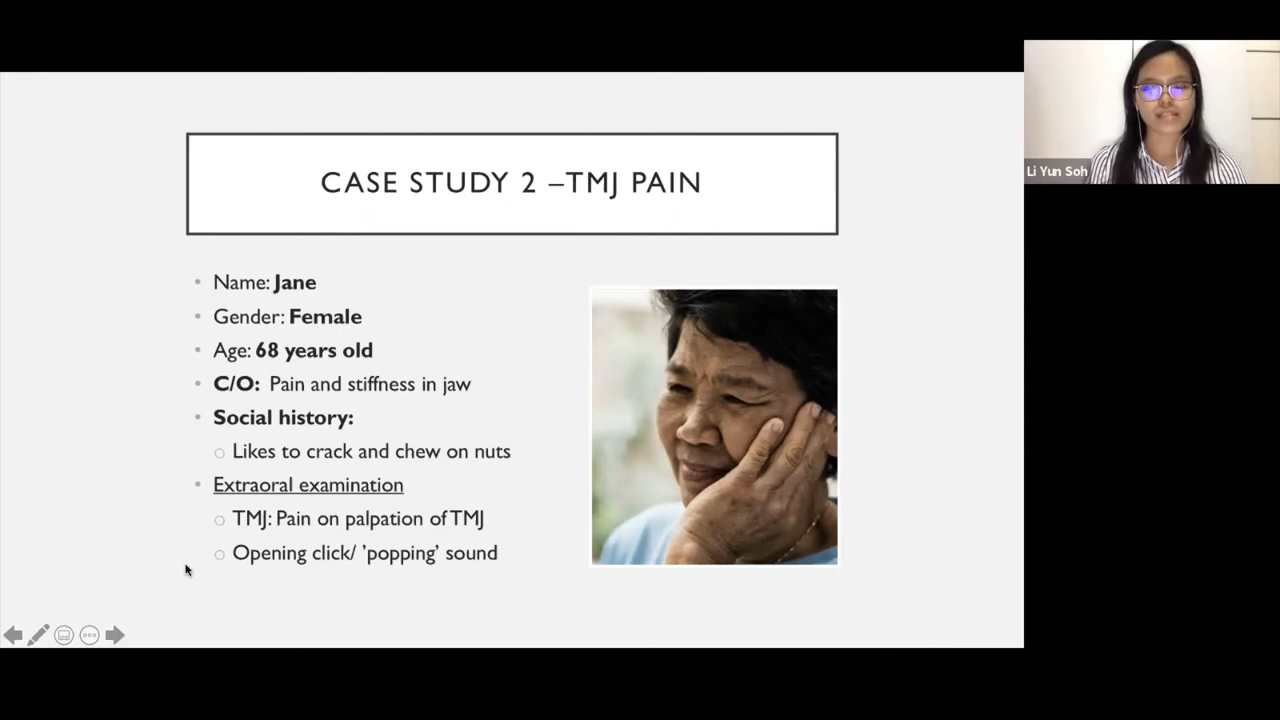 CASE STUDY 2 –TMJ PAIN
Name: Jane
Gender: Female
Age: 68 years old
C/O: Pain and stiffness in jaw
Social history:
Likes to crack and chew on nuts
Extraoral examination
TMJ: Pain on palpation of TMJ
Opening click/ ’popping’ sound
Li Yun Soh